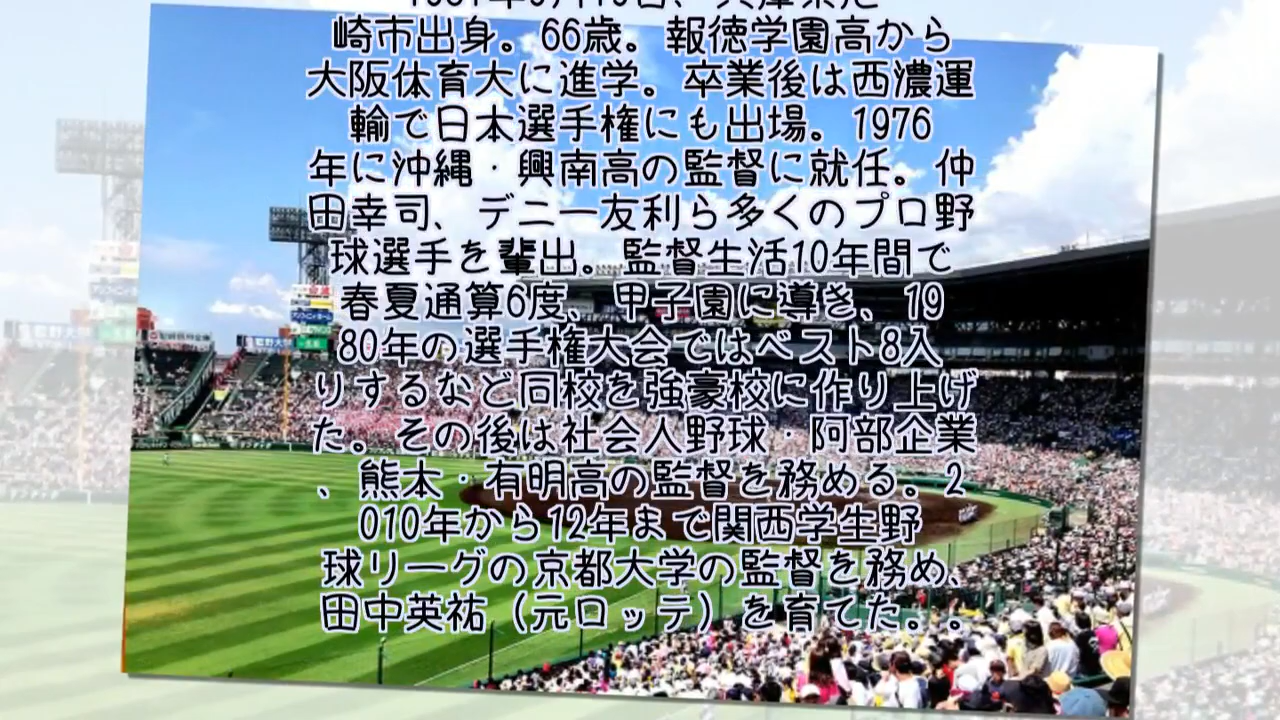 崎市出身。66歳。報徳学園高から
大阪体育大に進学。卒業後は西濃運
輸で日本選手権にも出場。1976
年に沖縄・興南高の監督に就任。仲
田幸司、デニー友利ら多くのプロ野
球選手を輩出。監督生活10年間で
春夏通算6度、甲子園に導き、19
80年の選手権大会ではベスト8入
りするなど同校を強豪校に作り上げ
た。その後は社会人野球・阿部企業
、熊本・有明高の監督を務める。2
010年から12年まで関西学生野
球リーグの京都大学の監督を務め、
田中英祐（元ロッテ）を育てた。。